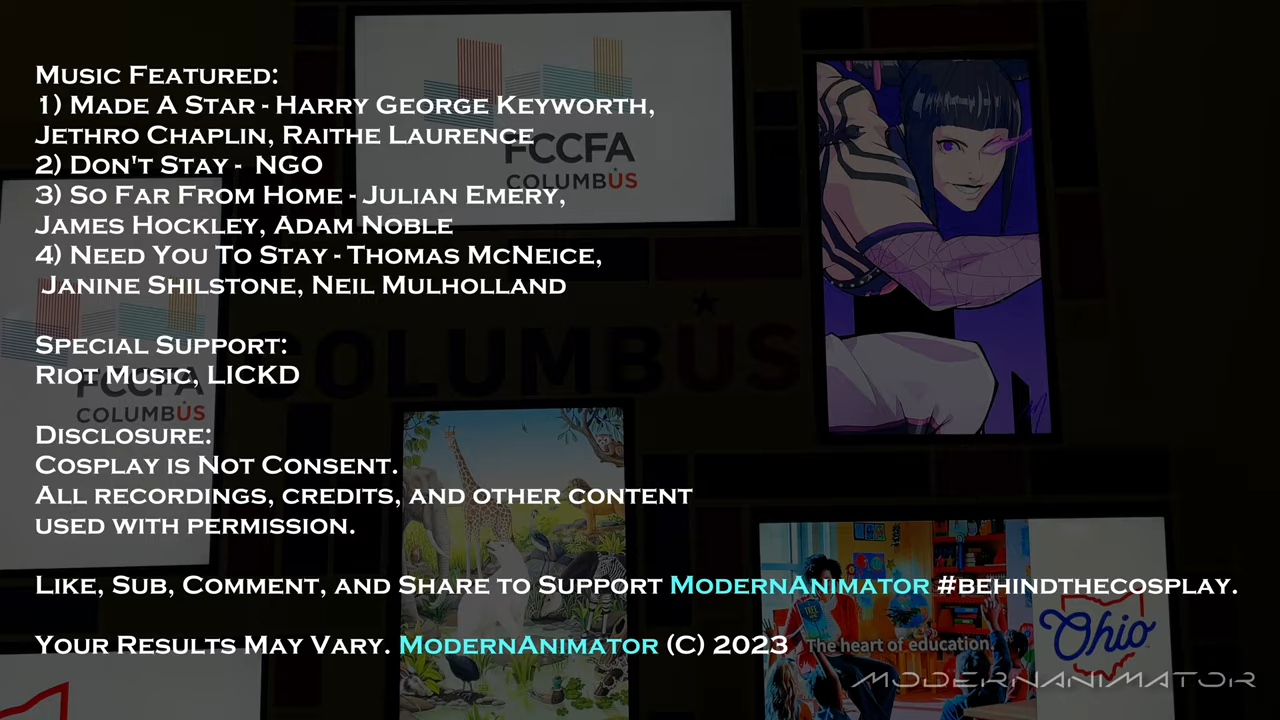 Music Featured:
1) Made A Star - Harry George Keyworth,
Jethro Chaplin, Raithe Laurence
2) Don't Stay - NGO
3) So Far From Home - Julian Emery,
James Hockley, Adam Noble
4) Need You To Stay - Thomas McNeice,
Janine Shilstone, Neil Mulholland
Special Support:
Riot Music, LICKD
Disclosure:
Cosplay is Not Consent.
All recordings, credits, and other content
used with permission.
Like, Sub, Comment, and Share to Support ModernAnimator #behindthecosplay.
Your Results May Vary. ModernAnimator (C) 2023
FCCFA
COLUMBUS
FCCFA
COLUMBUS
COLUMBUS
The heart of education.
Ohio
MODERNANIMATOR